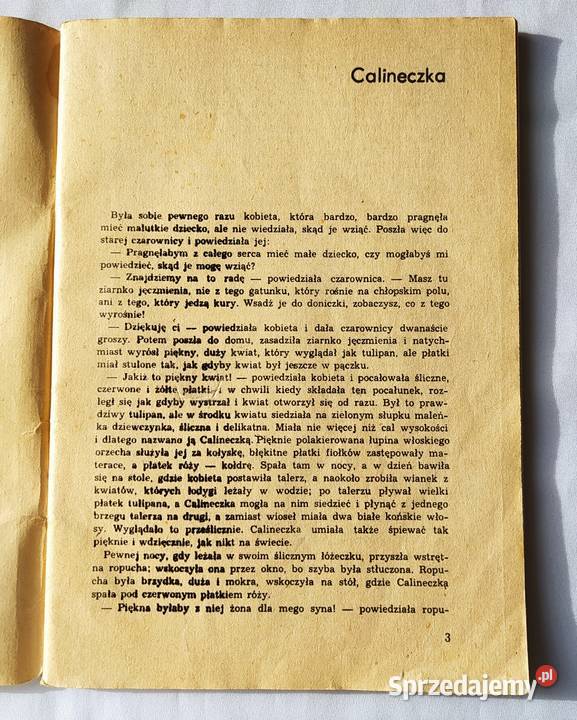 Calineczka
Była sobie pewnego razu kobieta, która bardzo, bardzo pragnęła
mieć malutkie dziecko, ale nie wiedziała, skąd je wziąć. Poszła więc do
starej czarownicy i powiedziała jej:
— Pragnęłabym z całego serca mieć małe dziecko, czy mogłabyś mi
powiedzieć, skąd je mogę wziąć?
— Znajdziemy na to radę — powiedziała czarownica. — Masz tu
ziarnko jęczmienia, nie z tego gatunku, który rośnie na chłopskim polu,
ani z tego, który jedzą kury. Wsadź je do doniczki, zobaczysz, co z tego
wyrośnie!
— Dziękuję ci — powiedziała kobieta i dała czarownicy dwanaście
groszy. Potem poszła do domu, zasadziła ziarnko jęczmienia i natych-
miast wyrósł piękny, duży kwiat, który wyglądał jak tulipan, ale płatki
miał stulone tak, jak gdyby kwiat był jeszcze w pączku.
— Jakiż to piękny kwiat! — powiedziała kobieta i pocałowała śliczne,
czerwone i żółte płatki, i w chwili kiedy składała ten pocałunek, roz-
legł się jak gdyby wystrzał i kwiat otworzył się od razu. Był to praw-
dziwy tulipan, ale w środku kwiatu siedziała na zielonym słupku maleń-
ka dziewczynka, śliczna i delikatna. Miała nie więcej niż cal wysokości
i dlatego nazwano ją Calineczką. Pięknie polakierowana łupina włoskiego
orzecha służyła jej za kołyskę, błękitne płatki fiołków zastępowały ma-
terace, a płatek róży — kołdrę. Spała tam w nocy, a w dzień bawiła
się na stole, gdzie kobieta postawiła talerz, a naokoło zrobiła wianek z
kwiatów, których łodygi leżały w wodzie; po talerzu pływał wielki
płatek tulipana, a Calineczka mogła na nim siedzieć i płynąć z jednego
brzegu talerza na drugi, a zamiast wioseł miała dwa białe końskie wło-
sy. Wyglądało to prześlicznie. Calineczka umiała także śpiewać tak
pięknie i wdzięcznie, jak nikt na świecie.
Pewnej nocy, gdy leżała w swoim ślicznym łóżeczku, przyszła wstręt-
na ropucha; wskoczyła ona przez okno, bo szyba była stłuczona. Ropu-
cha była brzydka, duża i mokra, wskoczyła na stół, gdzie Calineczka
spała pod czerwonym płatkiem róży.
— Piękna byłaby z niej żona dla mego syna! — powiedziała ropu-
3
Sprzedajemy.pl